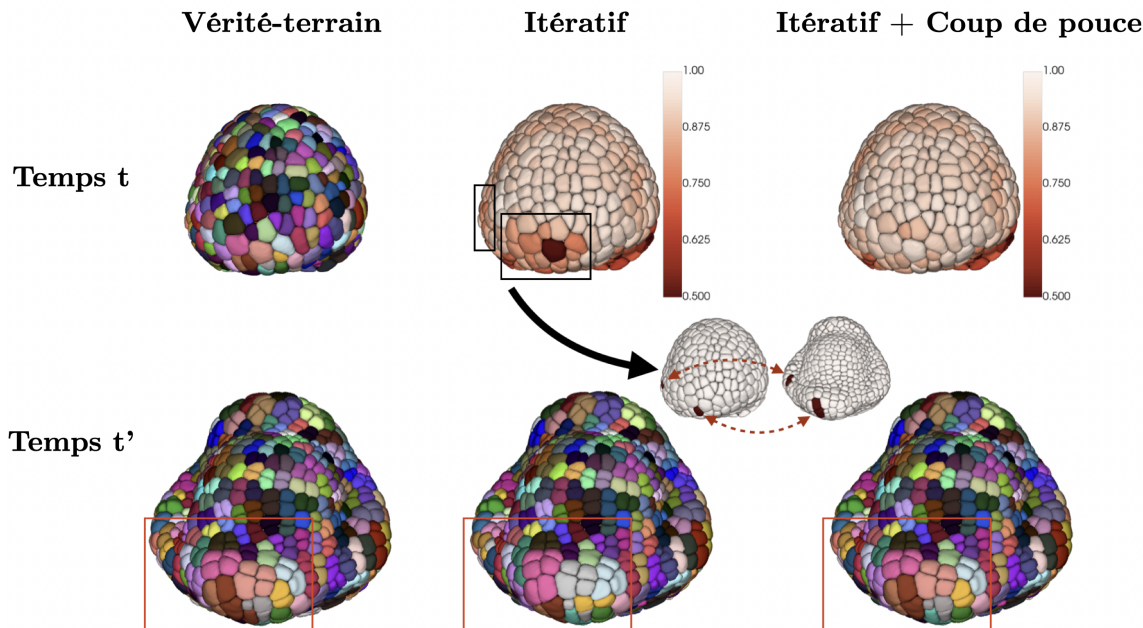 Vérité-terrain
Itératif
Itératif + Coup de pouce
Temps t
1.00
0.875
0.750
0.625
0.500
1.00
0.875
0.750
0.625
0.500
Temps t'